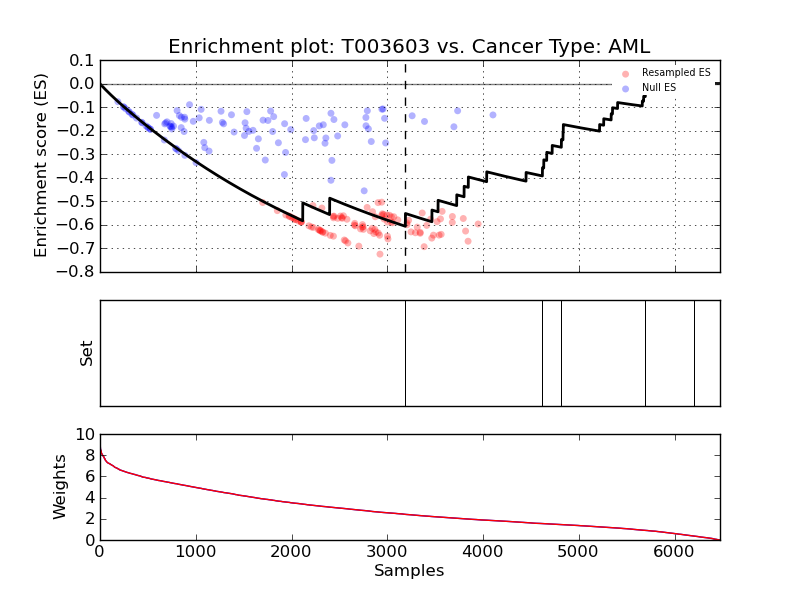 Enrichment plot: T003603 vs. Cancer Type: AML
Enrichment score (ES)
0.1
0.0
−0.1
−0.2
−0.3
−0.4
−0.5
−0.6
−0.7
−0.8
Resampled ES
Null ES
Set
Weights
10
8
6
4
2
0
0 1000 2000 3000 4000 5000 6000
Samples